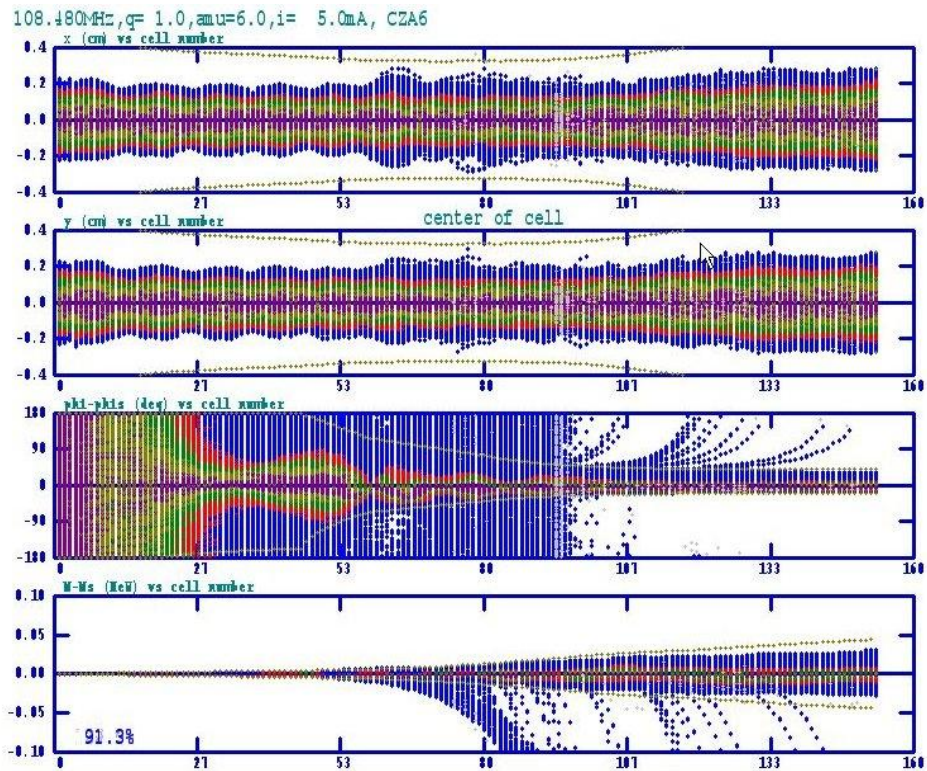 108.480MHz,q= 1.0,amu=6.0,i= 5.0mA, CZA6
x (cm) vs cell number
0.4
0.2
0.0
-0.2
-0.4
0 27 53 80 107 133 160
y (cm) vs cell number
center of cell
0.4
0.2
0.0
-0.2
-0.4
0 27 53 80 107 133 160
phi-phis (deg) vs cell number
180
90
0
-90
-180
0 27 53 80 107 133 160
W-Ws (MeV) vs cell number
0.10
0.05
0.00
-0.05
-0.10
91.3%
0 27 53 80 107 133 160